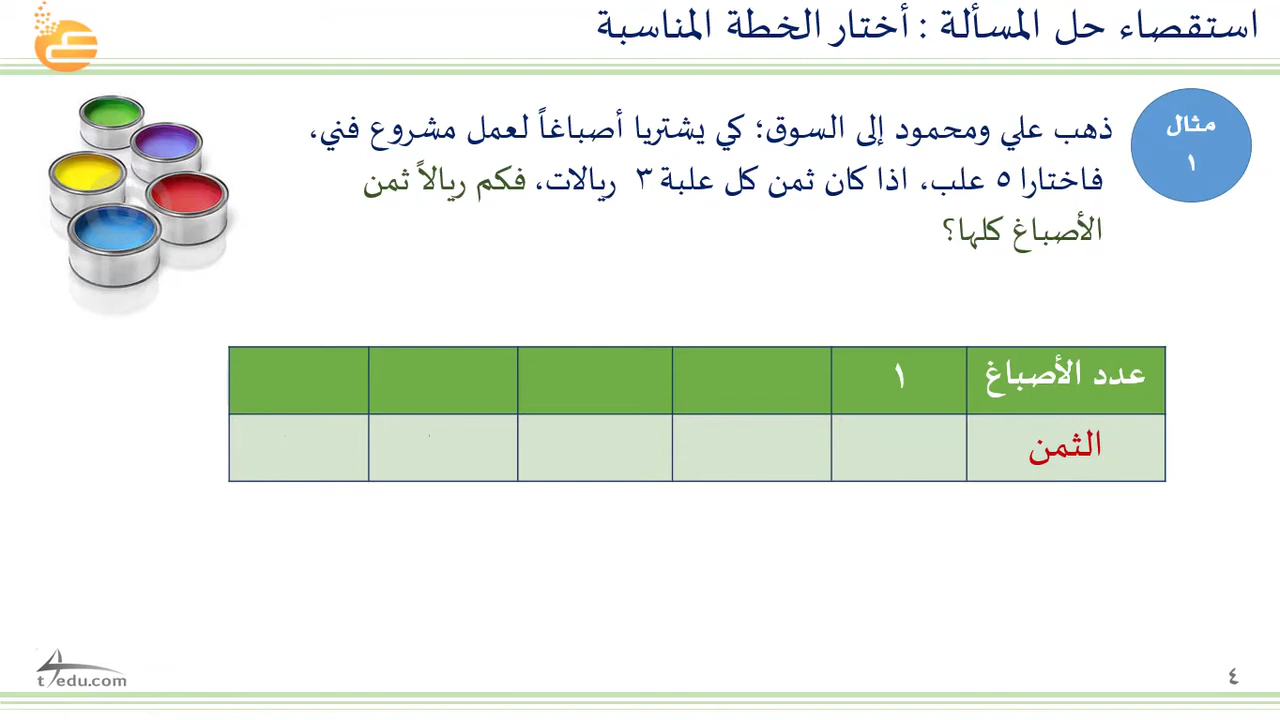 استقصاء حل المسألة : أختار الخطة المناسبة
مثال
١
ذهب علي ومحمود إلى السوق؛ كي يشتريا أصباغاً لعمل مشروع فني،
فاختارا ٥ علب، اذا كان ثمن كل علبة ٣ ريالات، فكم ريالاً ثمن
الأصباغ كلها؟
عدد الأصباغ ١
الثمن
t4edu.com
٤